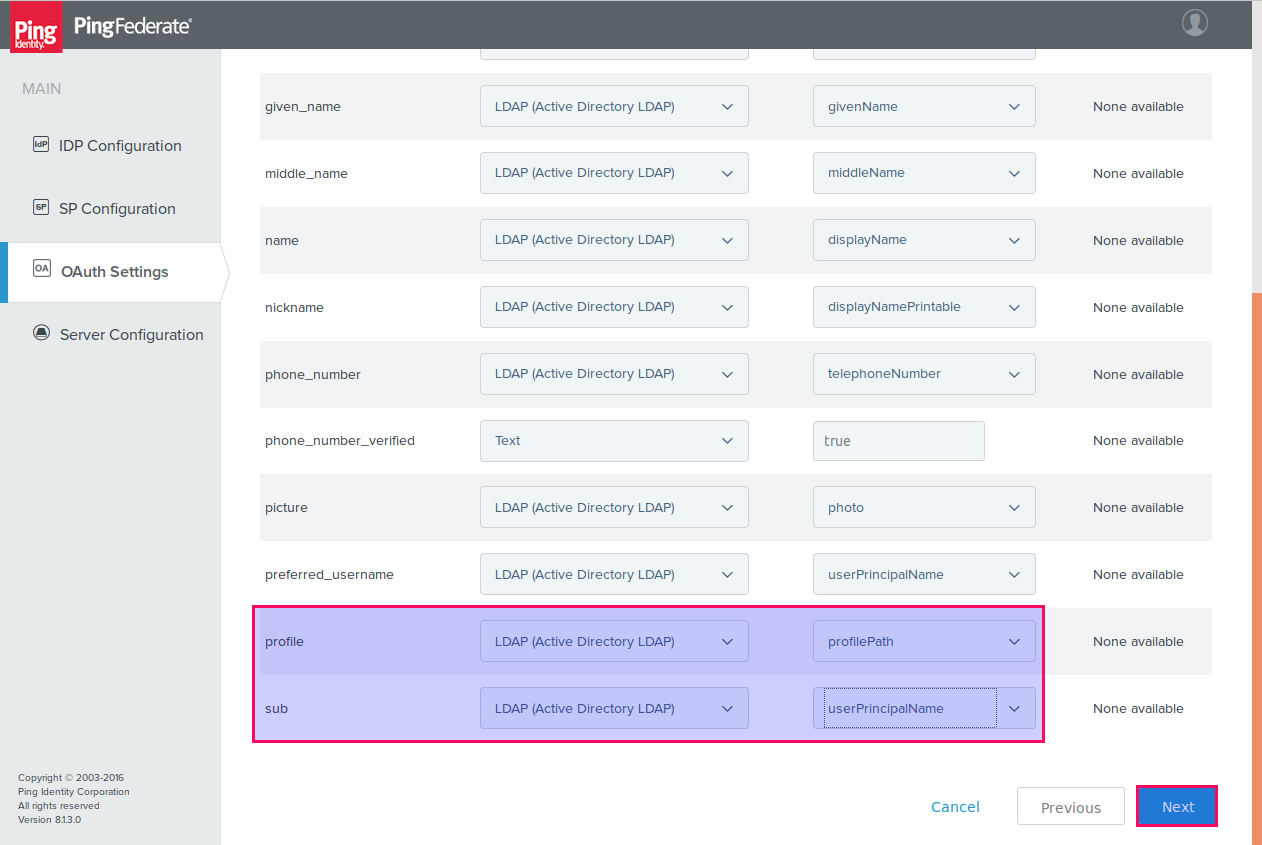 Ping
Identity.
PingFederate®
MAIN
IdP IDP Configuration
SP SP Configuration
OA OAuth Settings
Server Configuration
given_name LDAP (Active Directory LDAP) givenName None available
middle_name LDAP (Active Directory LDAP) middleName None available
name LDAP (Active Directory LDAP) displayName None available
nickname LDAP (Active Directory LDAP) displayNamePrintable None available
phone_number LDAP (Active Directory LDAP) telephoneNumber None available
phone_number_verified Text true None available
picture LDAP (Active Directory LDAP) photo None available
preferred_username LDAP (Active Directory LDAP) userPrincipalName None available
profile LDAP (Active Directory LDAP) profilePath None available
sub LDAP (Active Directory LDAP) userPrincipalName None available
Cancel Previous Next
Copyright © 2003-2016
Ping Identity Corporation
All rights reserved
Version 8.1.3.0